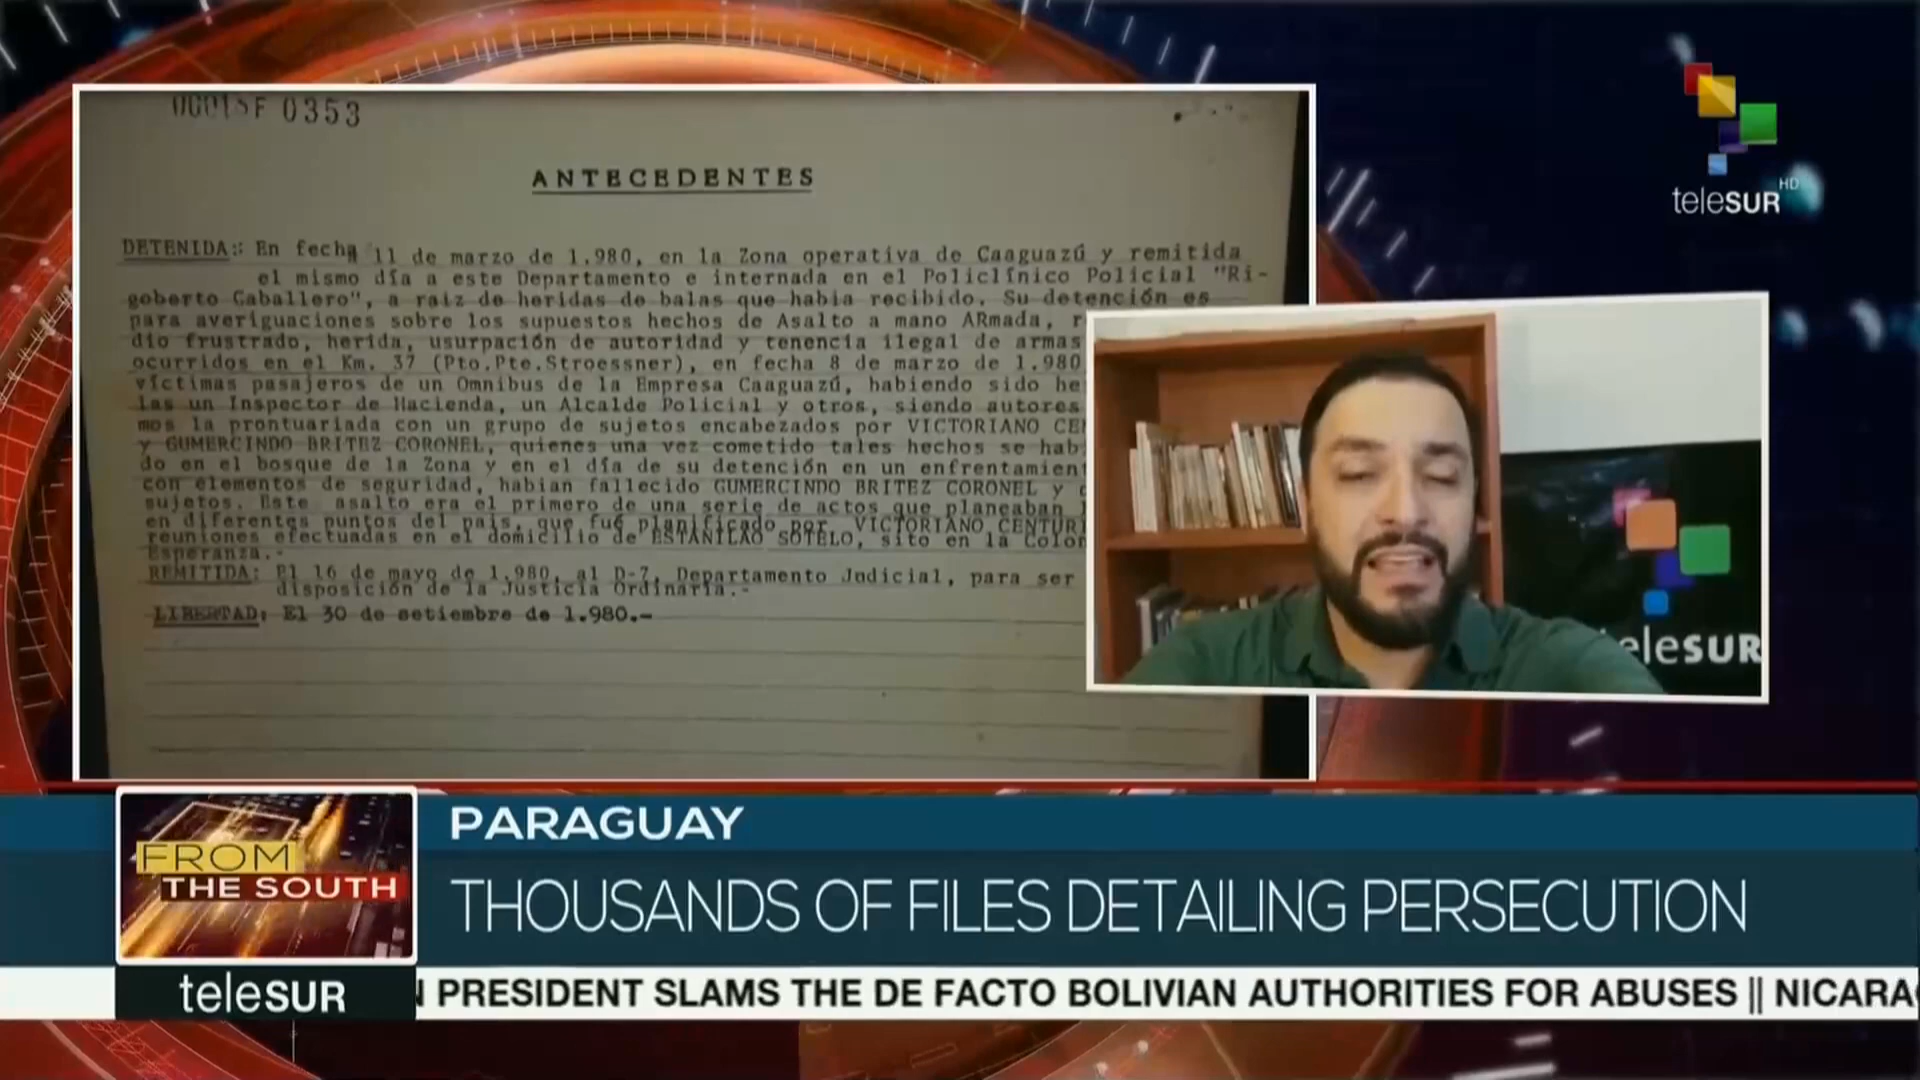 0001SF 0353
ANTECEDENTES
DETENIDA: En fecha 11 de marzo de 1.980, en la Zona operativa de Caaguazú y remitida
el mismo día a este Departamento e internada en el Policlínico Policial "Ri-
goberto Caballero", a raiz de heridas de balas que habia recibido. Su detención es
para averiguaciones sobre los supuestos hechos de Asalto a mano ARmada,
dio frustrado, herida, usurpación de autoridad y tenencia ilegal de armas
ocurridos en el Km. 37 (Pto.Pte.Stroessner), en fecha 8 de marzo de 1.980
víctimas pasajeros de un Omnibus de la Empresa Caaguazú, habiendo sido he
las un Inspector de Hacienda, un Alcalde Policial y otros, siendo autores
mos la prontuariada con un grupo de sujetos encabezados por VICTORIANO CEN
y GUMERCINDO BRITEZ CORONEL, quienes una vez cometido tales hechos se hab
do en el bosque de la Zona y en el día de su detención en un enfrentamient
con elementos de seguridad, habian fallecido GUMERCINDO BRITEZ CORONEL y
sujetos. Este asalto era el primero de una serie de actos que planeaban
en diferentes puntos del país, que fué planificado por VICTORIANO CENTURI
reuniones efectuadas en el domicilio de ESTANILAO SOTELO, sito en la Colon
Esperanza.-
REMITIDA: El 16 de mayo de 1.980, al D-7, Departamento Judicial, para ser
disposición de la Justicia Ordinaria.-
LIBERTAD: El 30 de setiembre de 1.980.-
teleSUR HD
teleSUR
FROM
THE SOUTH
PARAGUAY
THOUSANDS OF FILES DETAILING PERSECUTION
teleSUR
N PRESIDENT SLAMS THE DE FACTO BOLIVIAN AUTHORITIES FOR ABUSES || NICARA